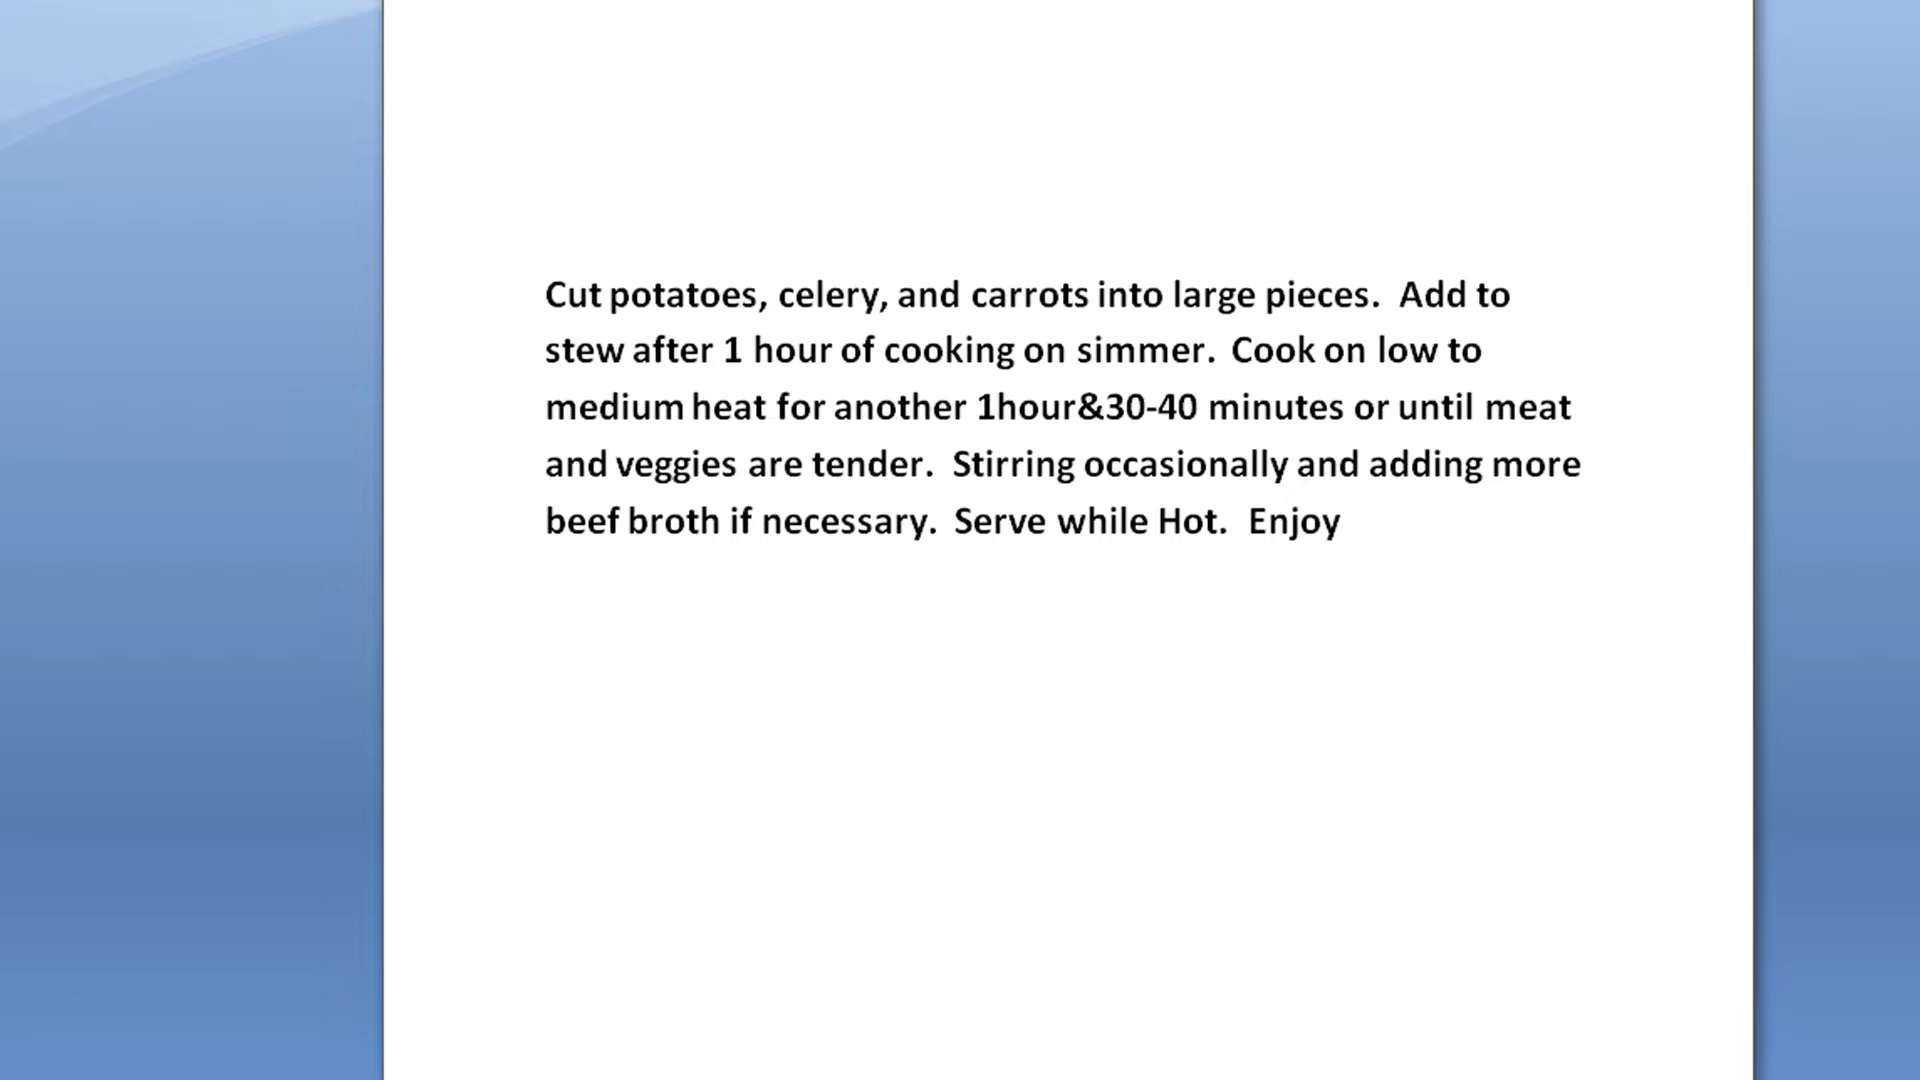 Cut potatoes, celery, and carrots into large pieces.  Add to
stew after 1 hour of cooking on simmer.  Cook on low to
medium heat for another 1hour&30-40 minutes or until meat
and veggies are tender.  Stirring occasionally and adding more
beef broth if necessary.  Serve while Hot.  Enjoy